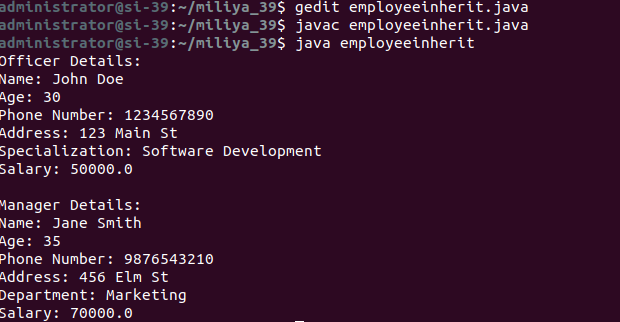 administrator@si-39:~/miliya_39$ gedit employeeinherit.java
administrator@si-39:~/miliya_39$ javac employeeinherit.java
administrator@si-39:~/miliya_39$ java employeeinherit
Officer Details:
Name: John Doe
Age: 30
Phone Number: 1234567890
Address: 123 Main St
Specialization: Software Development
Salary: 50000.0

Manager Details:
Name: Jane Smith
Age: 35
Phone Number: 9876543210
Address: 456 Elm St
Department: Marketing
Salary: 70000.0